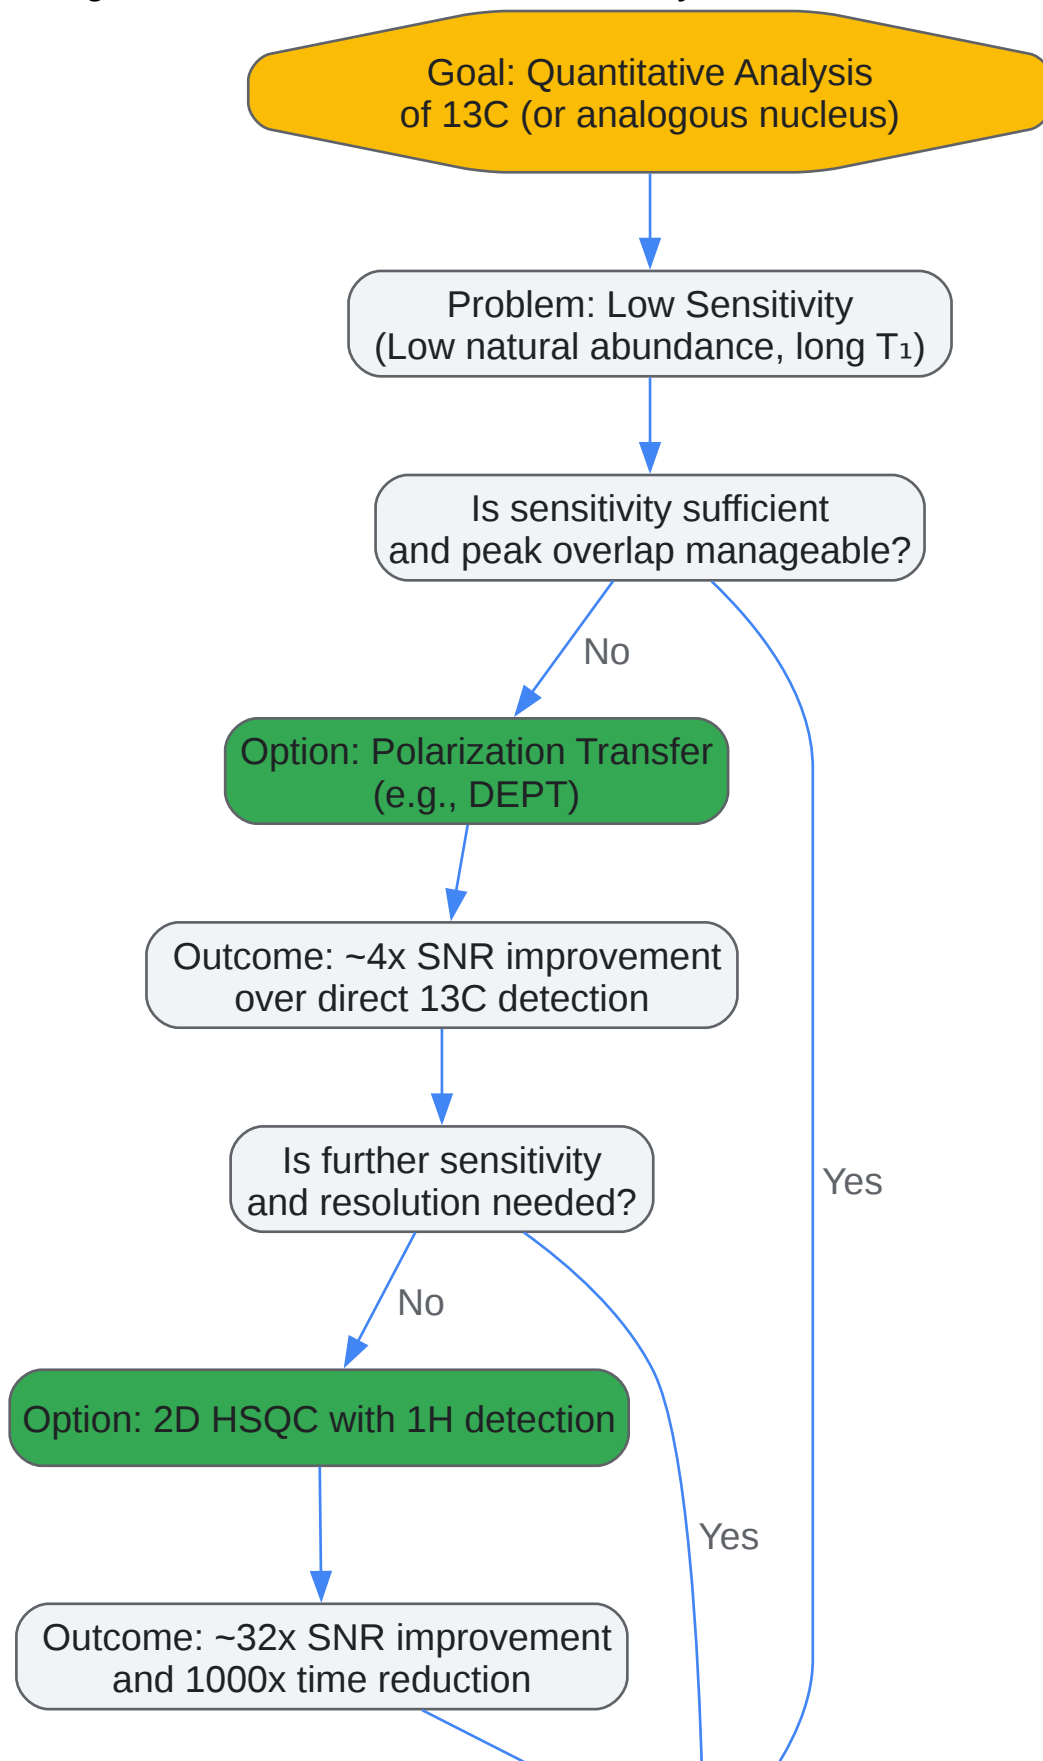 Goal: Quantitative Analysis
of 13C (or analogous nucleus)
Problem: Low Sensitivity
(Low natural abundance, long T₁)
Is sensitivity sufficient
and peak overlap manageable?
No
Option: Polarization Transfer
(e.g., DEPT)
Outcome: ~4x SNR improvement
over direct 13C detection
Is further sensitivity
and resolution needed?
Yes
No
Option: 2D HSQC with 1H detection
Yes
Outcome: ~32x SNR improvement
and 1000x time reduction